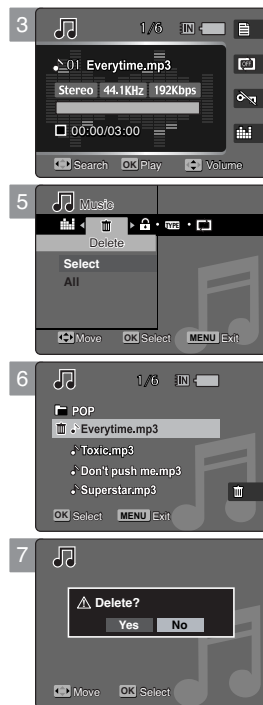 3
1/6 IN
01 Everytime.mp3
Stereo 44.1KHz 192Kbps
00:00/03:00
Search OK Play Volume
5
Music
TYPE
Delete
Select
All
Move OK Select MENU Exit
6
1/6 IN
POP
Everytime.mp3
Toxic.mp3
Don't push me.mp3
Superstar.mp3
OK Select MENU Exit
7
Delete?
Yes No
Move OK Select